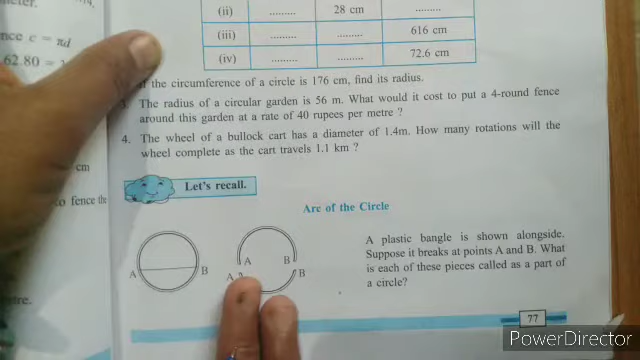 (ii) ......... 28 cm .........
(iii) ......... ......... 616 cm
(iv) ......... ......... 72.6 cm
nce c = πd
62.80 =
the circumference of a circle is 176 cm, find its radius.
3. The radius of a circular garden is 56 m. What would it cost to put a 4-round fence
around this garden at a rate of 40 rupees per metre ?
4. The wheel of a bullock cart has a diameter of 1.4m. How many rotations will the
wheel complete as the cart travels 1.1 km ?
cm
to fence the
Let's recall.
Arc of the Circle
A B
A B
A B
A plastic bangle is shown alongside.
Suppose it breaks at points A and B. What
is each of these pieces called as a part of
a circle?
77
PowerDirector